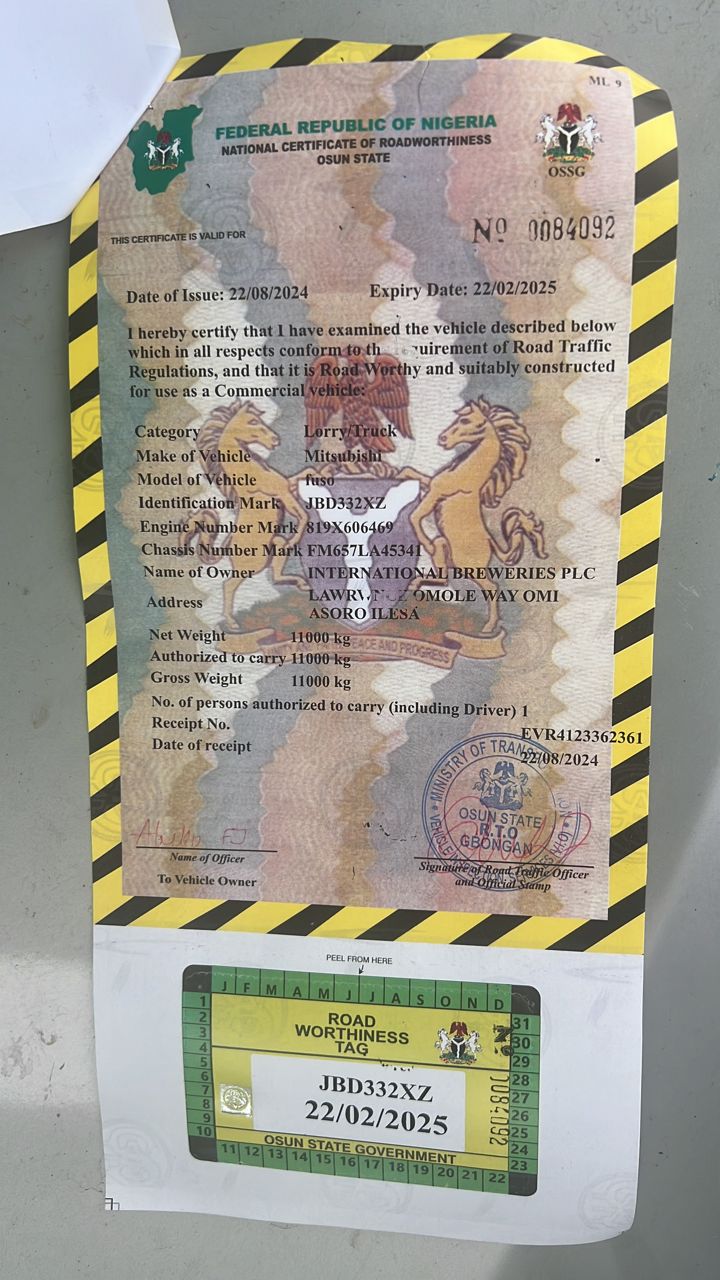 ML 9
FEDERAL REPUBLIC OF NIGERIA
NATIONAL CERTIFICATE OF ROADWORTHINESS
OSUN STATE
OSSG
THIS CERTIFICATE IS VALID FOR
Nº 0084092
Date of Issue: 22/08/2024 Expiry Date: 22/02/2025
I hereby certify that I have examined the vehicle described below
which in all respects conform to of Road Traffic
Regulations, and that it is Road Worthy and suitably constructed
for use as a Commercial vehicle:
Category Lorry/Truck
Make of Vehicle Mitsubishi
Model of Vehicle fuso
Identification Mark JBD332XZ
Engine Number Mark 819X606469
Chassis Number Mark FM657LA45341
Name of Owner INTERNATIONAL BREWERIES PLC
Address OMOLE WAY OMI
ASORO ILESA
Net Weight 11000 kg
PEACE AND PROGRESS
Authorized to carry 11000 kg
Gross Weight 11000 kg
No. of persons authorized to carry (including Driver) 1
Receipt No. EVR4123362361
Date of receipt 22/08/2024
MINISTRY OF
OSUN STATE
R.T.O
GBONGAN
Name of Officer
Signature of Road Traffic Officer
and Official Stamp
To Vehicle Owner
PEEL FROM HERE
J F M A M J J A S O N D
1 2 3 4 5 6 7 8 9 10
ROAD
WORTHINESS
TAG
JBD332XZ
22/02/2025
Nº 0084092
OSUN STATE GOVERNMENT
11 12 13 14 15 16 17 18 19 20 21 22
31 30 29 28 27 26 25 24 23